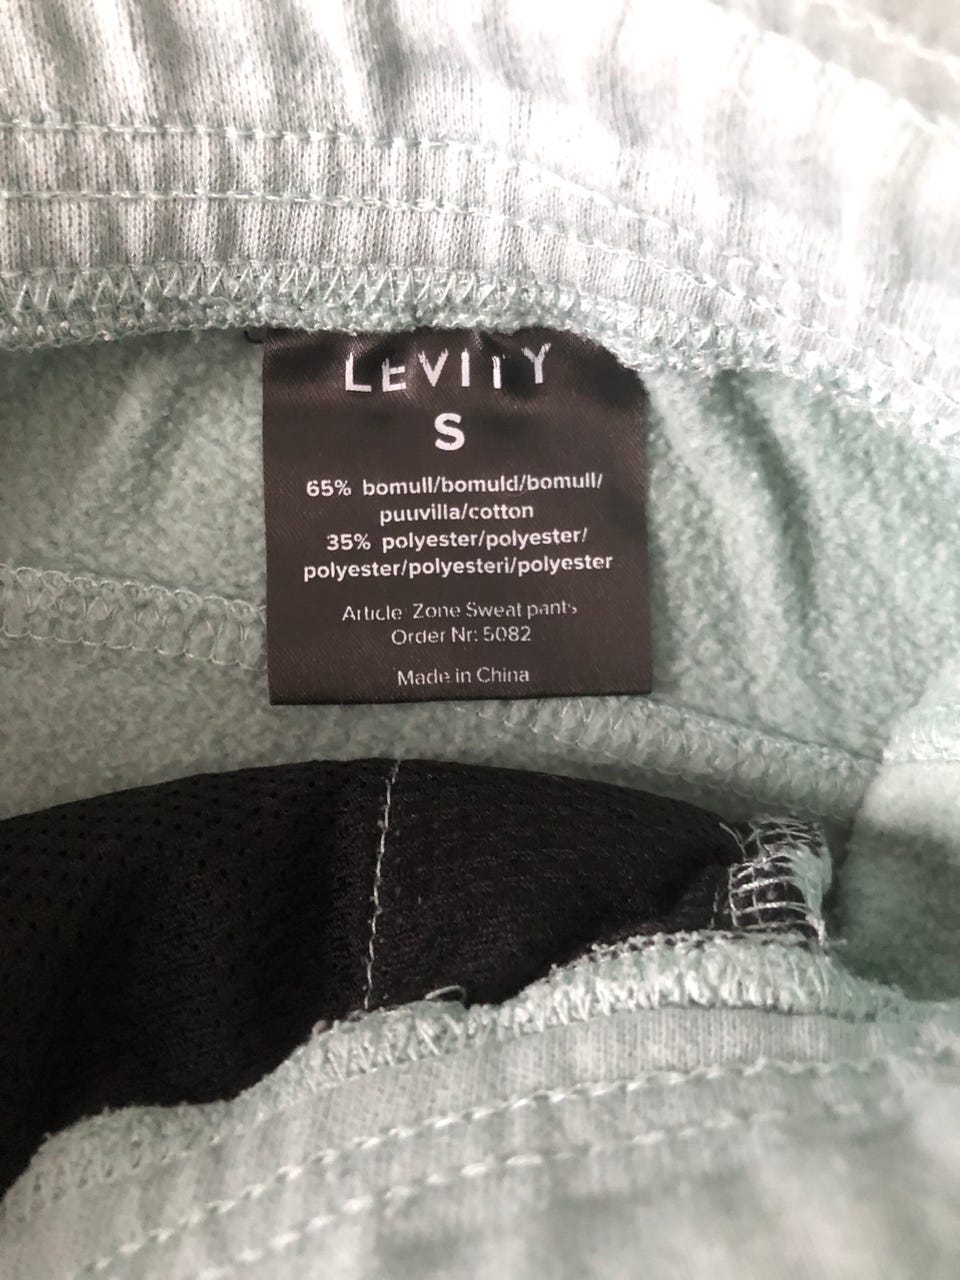 LEVITY
S
65% bomull/bomuld/bomull/
puuvilla/cotton
35% polyester/polyester/
polyester/polyesteri/polyester
Article: Zone Sweat pants
Order Nr: 5082
Made in China